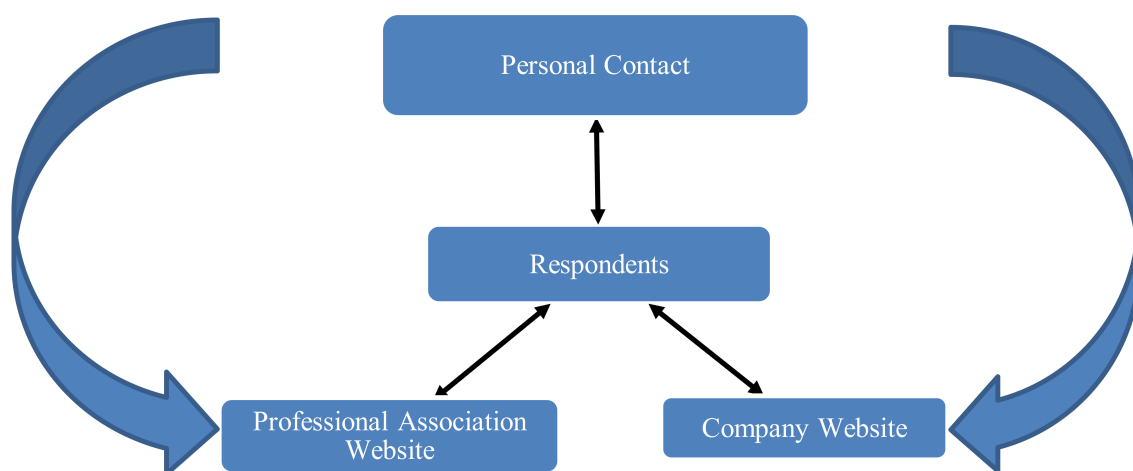 Personal Contact
Respondents
Professional Association
Website
Company Website